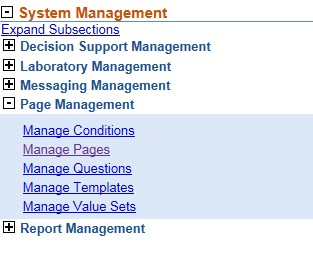 System Management
Expand Subsections
Decision Support Management
Laboratory Management
Messaging Management
Page Management
Manage Conditions
Manage Pages
Manage Questions
Manage Templates
Manage Value Sets
Report Management